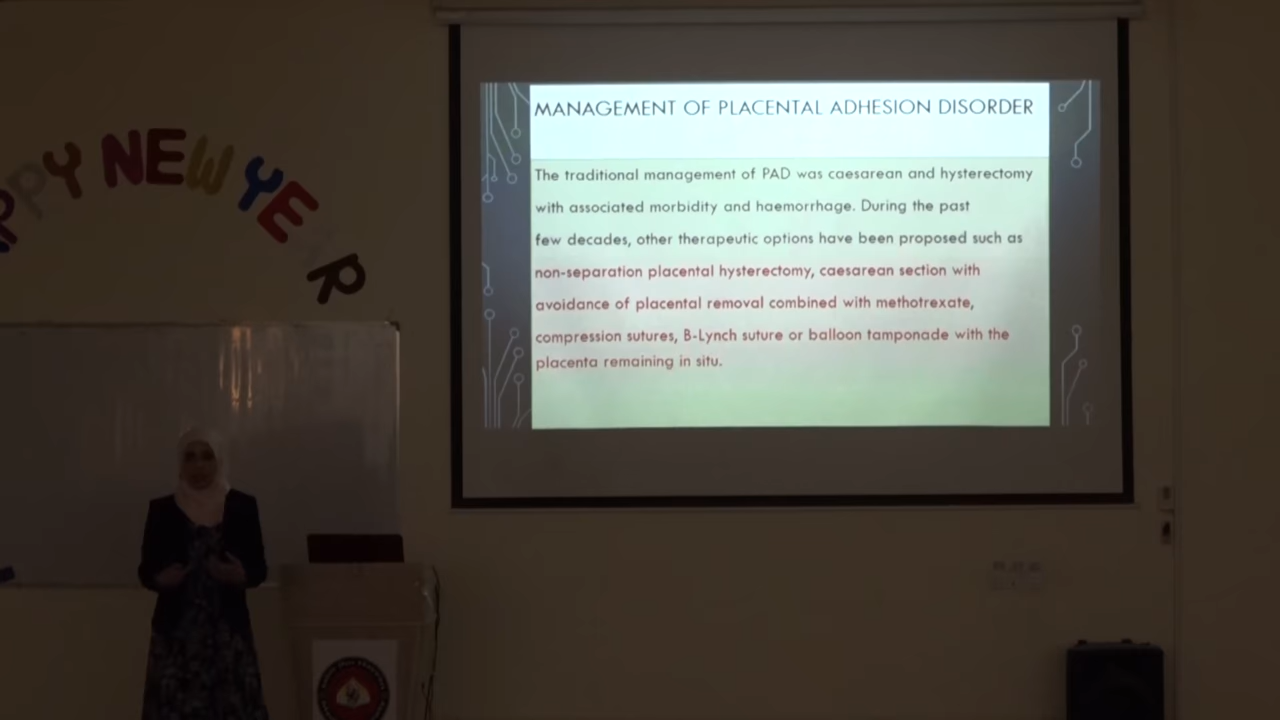 PPY NEW YE R
MANAGEMENT OF PLACENTAL ADHESION DISORDER
The traditional management of PAD was caesarean and hysterectomy
with associated morbidity and haemorrhage. During the past
few decades, other therapeutic options have been proposed such as
non-separation placental hysterectomy, caesarean section with
avoidance of placental removal combined with methotrexate,
compression sutures, B-Lynch suture or balloon tamponade with the
placenta remaining in situ.